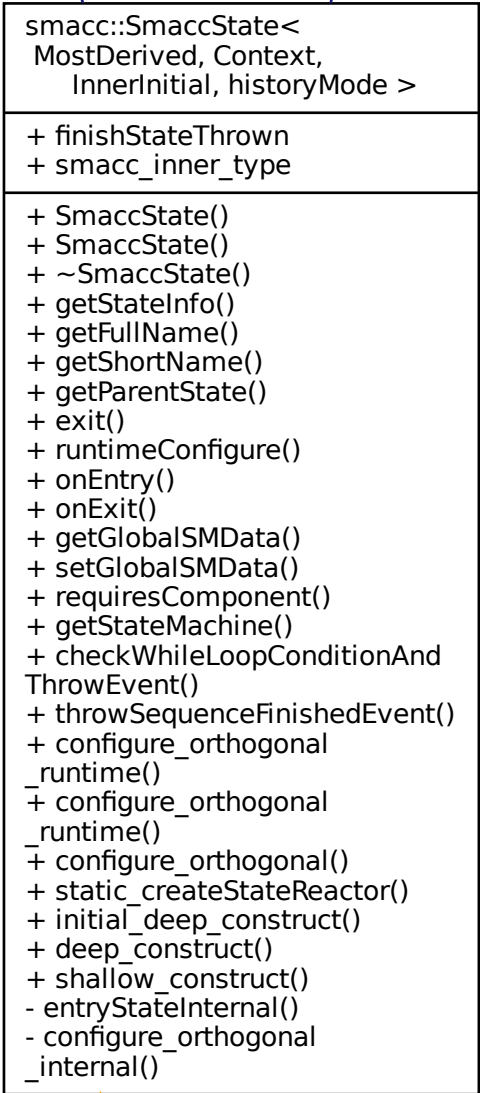 smacc::SmaccState<
MostDerived, Context,
InnerInitial, historyMode >
+ finishStateThrown
+ smacc_inner_type
+ SmaccState()
+ SmaccState()
+ ~SmaccState()
+ getStateInfo()
+ getFullName()
+ getShortName()
+ getParentState()
+ exit()
+ runtimeConfigure()
+ onEntry()
+ onExit()
+ getGlobalSMData()
+ setGlobalSMData()
+ requiresComponent()
+ getStateMachine()
+ checkWhileLoopConditionAnd
ThrowEvent()
+ throwSequenceFinishedEvent()
+ configure_orthogonal
_runtime()
+ configure_orthogonal
_runtime()
+ configure_orthogonal()
+ static_createStateReactor()
+ initial_deep_construct()
+ deep_construct()
+ shallow_construct()
- entryStateInternal()
- configure_orthogonal
_internal()